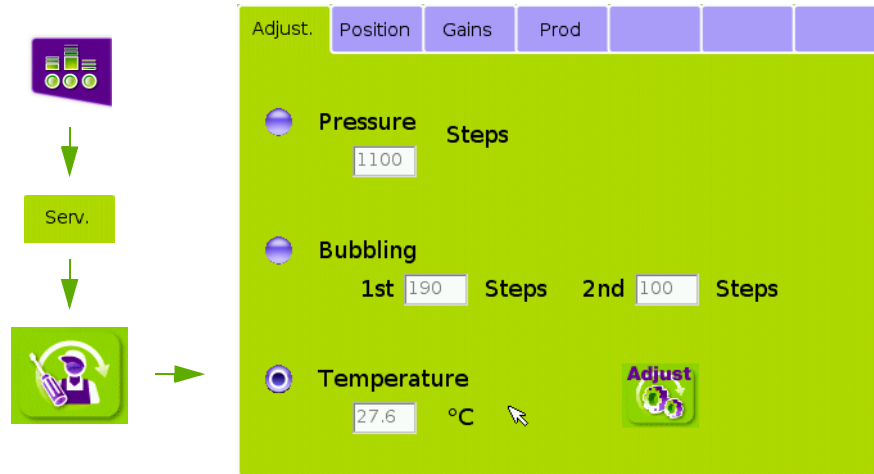 Adjust. Position Gains Prod
Pressure
Steps
1100
Serv.
Bubbling
1st 190 Steps 2nd 100 Steps
Temperature
Adjust
27.6 °C